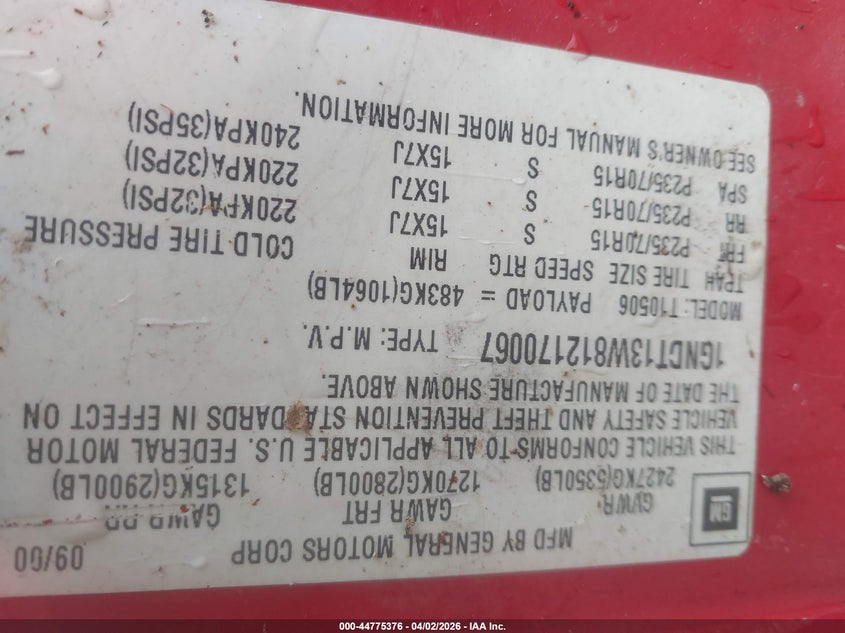 MFD BY GENERAL MOTORS CORP 09/00
GVWR GAWR FRT GAWR RR
2427KG(5350LB) 1270KG(2800LB) 1315KG(2900LB)
GM
THIS VEHICLE CONFORMS TO ALL APPLICABLE U.S. FEDERAL MOTOR
VEHICLE SAFETY AND THEFT PREVENTION STANDARDS IN EFFECT ON
THE DATE OF MANUFACTURE SHOWN ABOVE.
1GNDT13W812170067 TYPE: M.P.V.
MODEL: T10506 PAYLOAD = 483KG(1064LB)
TPAH TIRE SIZE SPEED RTG RIM COLD TIRE PRESSURE
FRT P235/70R15 S 15X7J 220KPA(32PSI)
RR P235/70R15 S 15X7J 220KPA(32PSI)
SPA P235/70R15 S 15X7J 240KPA(35PSI)
SEE OWNER'S MANUAL FOR MORE INFORMATION.
000-44775376 | 04/02/2026 - IAA Inc.